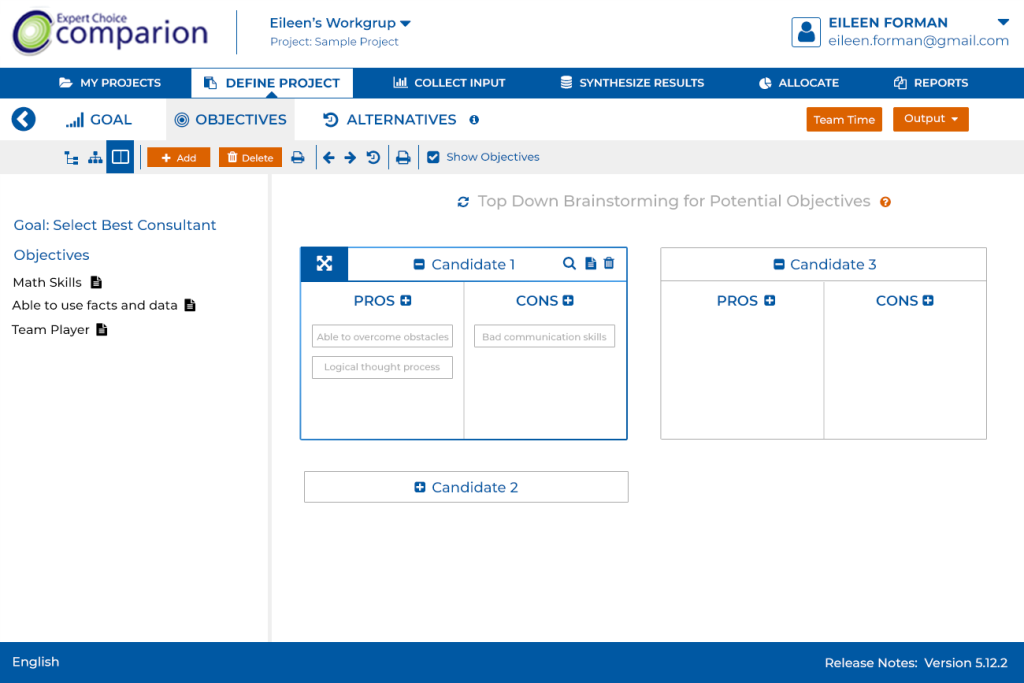 Expert Choice
comparion
Eileen's Workgrup
Project: Sample Project
EILEEN FORMAN
eileen.forman@gmail.com
MY PROJECTS
DEFINE PROJECT
COLLECT INPUT
SYNTHESIZE RESULTS
ALLOCATE
REPORTS
GOAL
OBJECTIVES
ALTERNATIVES
Team Time
Output
Add
Delete
Show Objectives
Top Down Brainstorming for Potential Objectives
Goal: Select Best Consultant
Objectives
Math Skills
Able to use facts and data
Team Player
Candidate 1
PROS
CONS
Able to overcome obstacles
Bad communication skills
Logical thought process
Candidate 3
PROS
CONS
Candidate 2
English
Release Notes: Version 5.12.2